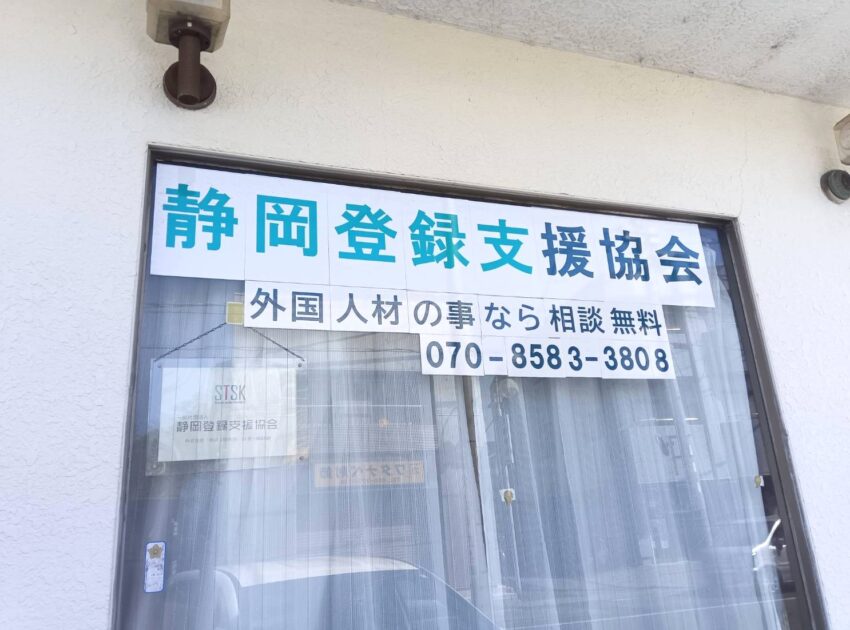 静岡登録支援協会
外国人材の事なら相談無料
070-8583-3808
STSK
静岡登録支援協会